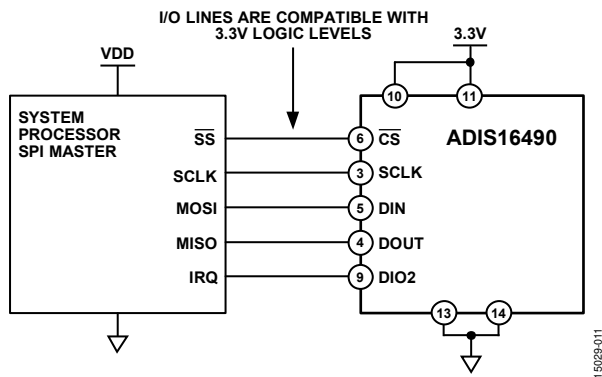 I/O LINES ARE COMPATIBLE WITH
3.3V LOGIC LEVELS
VDD
3.3V
10
11
SYSTEM
PROCESSOR
SPI MASTER
ADIS16490
SS
6
CS
SCLK
3
SCLK
MOSI
5
DIN
MISO
4
DOUT
IRQ
9
DIO2
13
14
15029-011